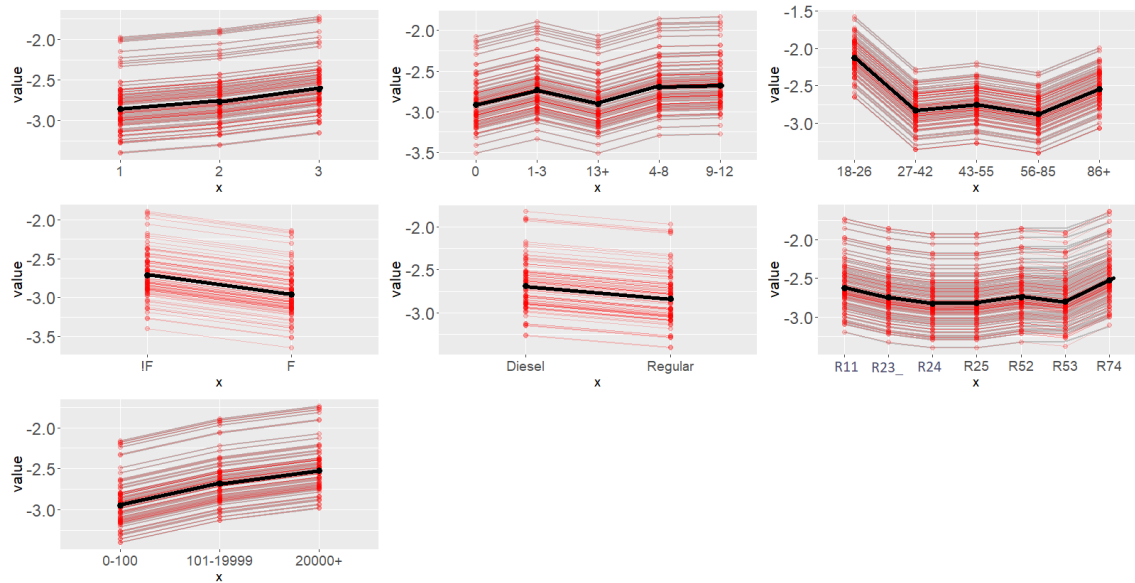 -2.0
-2.5
-3.0
value
1 2 3
x
-2.0
-2.5
-3.0
-3.5
value
0 1-3 13+ 4-8 9-12
x
-1.5
-2.0
-2.5
-3.0
value
18-26 27-42 43-55 56-85 86+
x
-2.0
-2.5
-3.0
-3.5
value
!F F
x
-2.0
-2.5
-3.0
value
Diesel Regular
x
-2.0
-2.5
-3.0
value
R11 R23_ R24 R25 R52 R53 R74
x
-2.0
-2.5
-3.0
value
0-100 101-19999 20000+
x